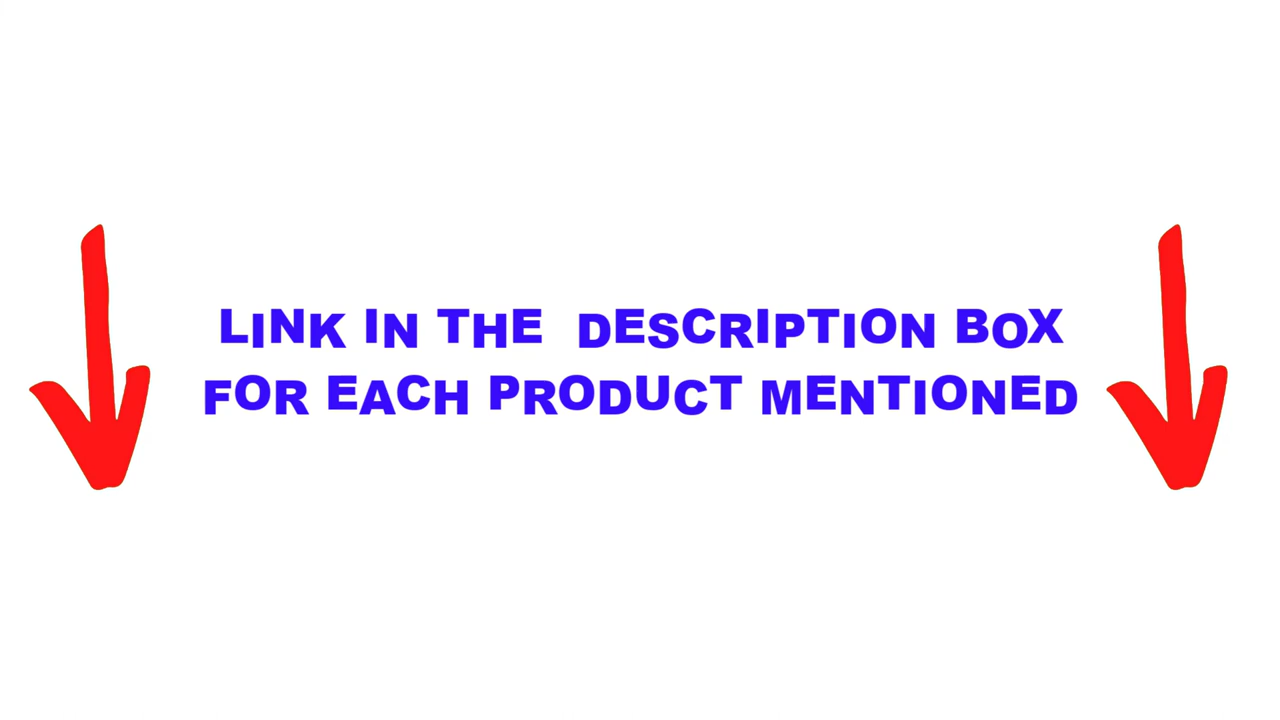 LINK IN THE DESCRIPTION BOX
FOR EACH PRODUCT MENTIONED